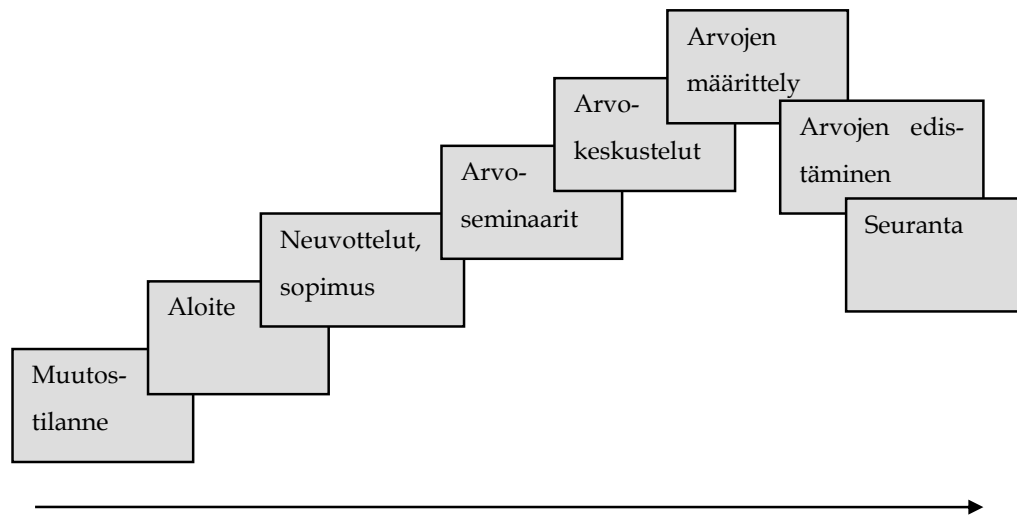 Muutos-
tilanne
Aloite
Neuvottelut,
sopimus
Arvo-
seminaarit
Arvo-
keskustelut
Arvojen
määrittely
Arvojen edis-
täminen
Seuranta